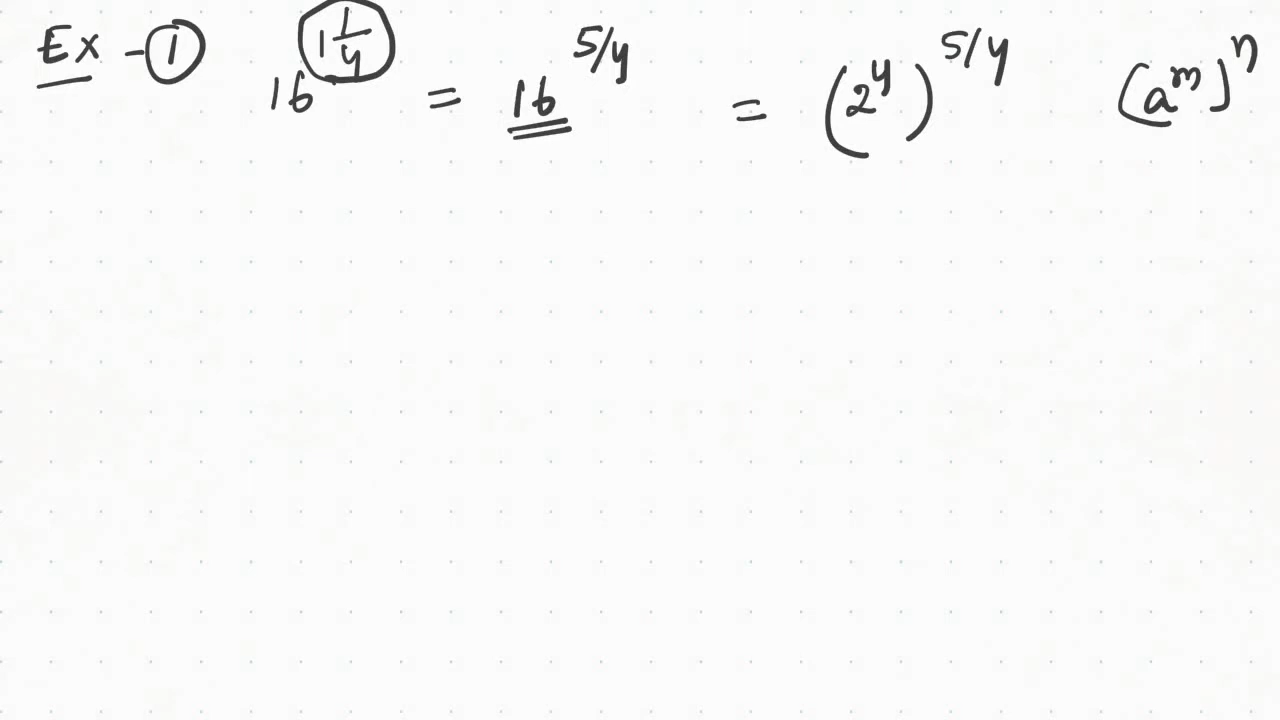 Ex - 1 16^{1 1/4} = 16^{5/4} = (2^4)^{5/4} (a^m)^n